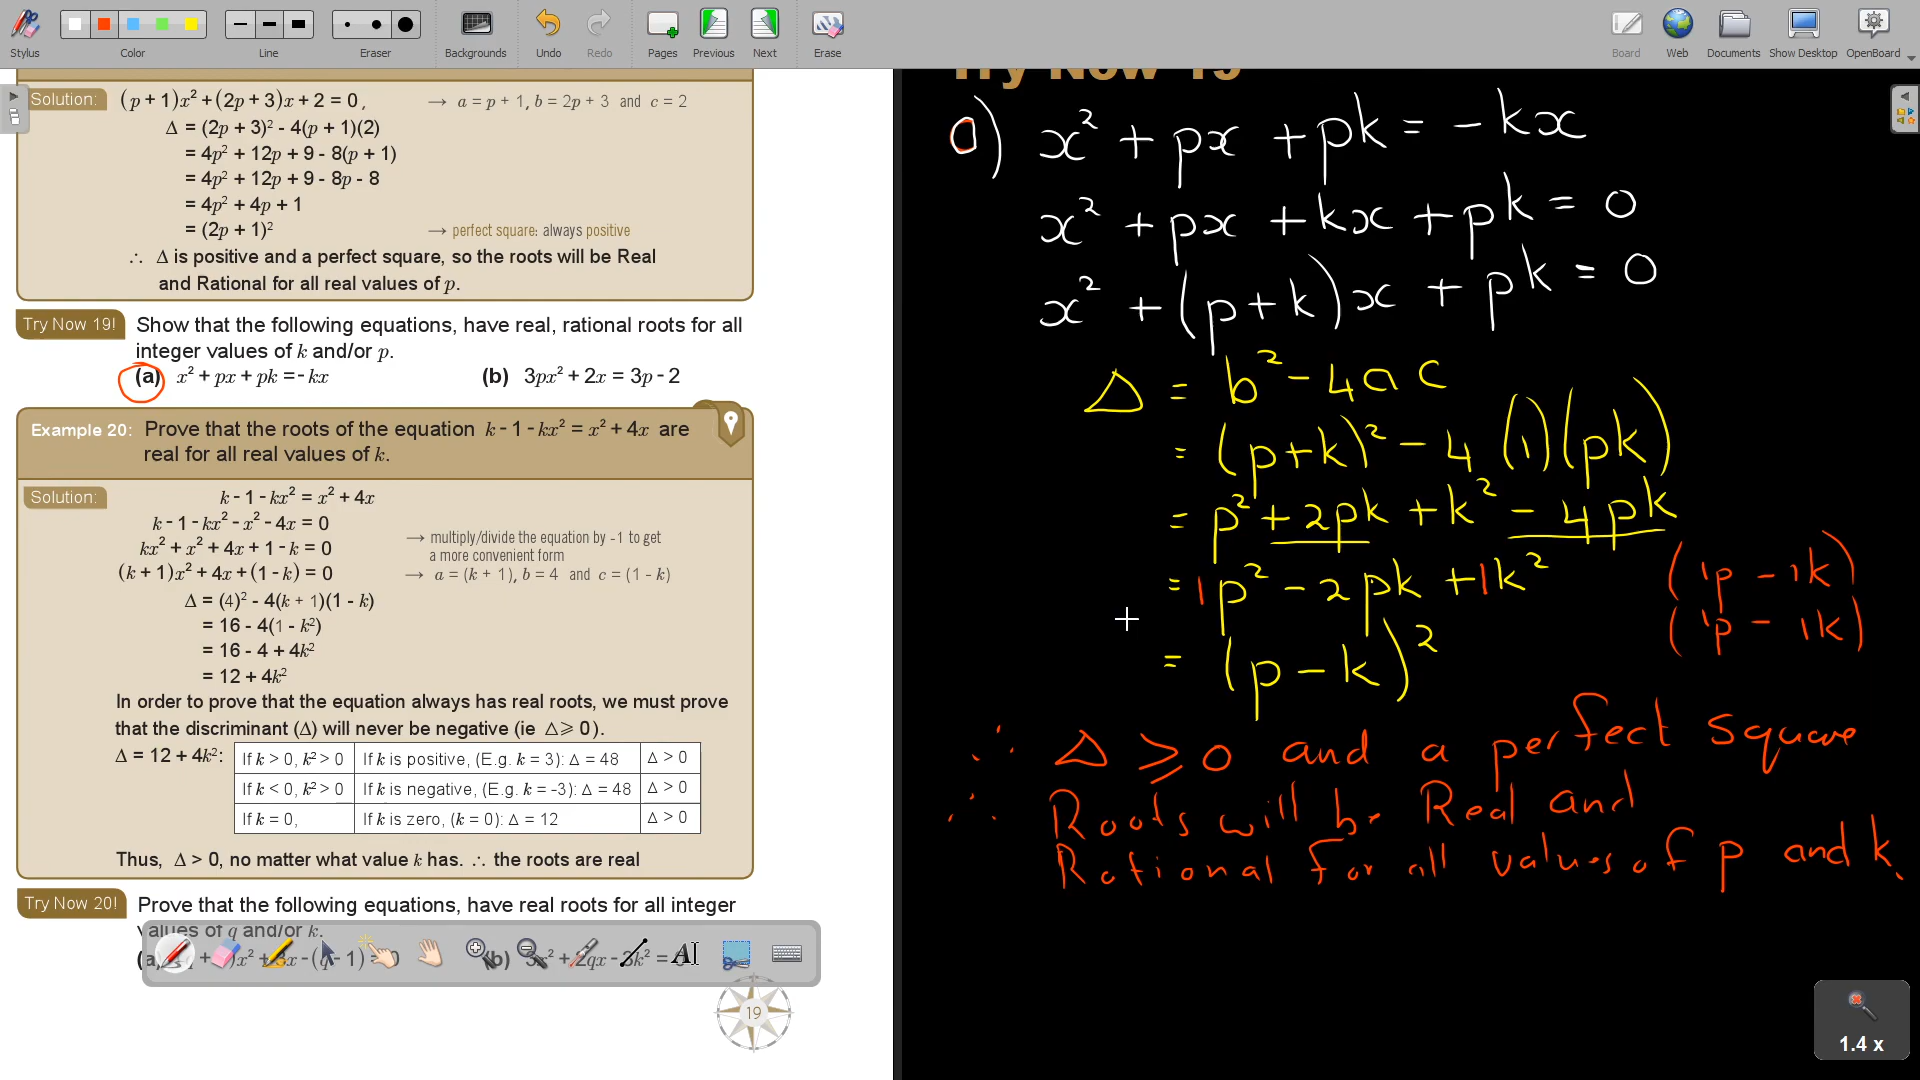 Stylus
Color
Line
Eraser
Backgrounds
Undo
Redo
Pages
Previous
Next
Erase
Board
Web
Documents
Show Desktop
OpenBoard
Solution: (p + 1)x² + (2p + 3)x + 2 = 0, → a = p + 1, b = 2p + 3 and c = 2
Δ = (2p + 3)² - 4(p + 1)(2)
= 4p² + 12p + 9 - 8(p + 1)
= 4p² + 12p + 9 - 8p - 8
= 4p² + 4p + 1
= (2p + 1)² → perfect square: always positive
∴ Δ is positive and a perfect square, so the roots will be Real
and Rational for all real values of p.
Try Now 19! Show that the following equations, have real, rational roots for all
integer values of k and/or p.
(a) x² + px + pk = - kx (b) 3px² + 2x = 3p - 2
Example 20: Prove that the roots of the equation k - 1 - kx² = x² + 4x are
real for all real values of k.
Solution: k - 1 - kx² = x² + 4x
k - 1 - kx² - x² - 4x = 0
→ multiply/divide the equation by -1 to get
a more convenient form
kx² + x² + 4x + 1 - k = 0
(k + 1)x² + 4x + (1 - k) = 0 → a = (k + 1), b = 4 and c = (1 - k)
Δ = (4)² - 4(k + 1)(1 - k)
= 16 - 4(1 - k²)
= 16 - 4 + 4k²
= 12 + 4k²
In order to prove that the equation always has real roots, we must prove
that the discriminant (Δ) will never be negative (ie Δ ⩾ 0).
Δ = 12 + 4k²: If k > 0, k² > 0 If k is positive, (E.g. k = 3): Δ = 48 Δ > 0
If k < 0, k² > 0 If k is negative, (E.g. k = -3): Δ = 48 Δ > 0
If k = 0, If k is zero, (k = 0): Δ = 12 Δ > 0
Thus, Δ > 0, no matter what value k has. ∴ the roots are real
Try Now 20! Prove that the following equations, have real roots for all integer
values of q and/or k.
19
Try Now 19
a) x² + px + pk = - kx
x² + px + kx + pk = 0
x² + (p+k)x + pk = 0
Δ = b² - 4ac
= (p+k)² - 4 (1)(pk)
= p² + 2pk + k² - 4pk
= 1p² - 2pk + 1k²
(1p - 1k)
(1p - 1k)
= (p - k)²
∴ Δ ⩾ 0 and a perfect square
∴ Roots will be Real and
Rational for all values of p and k.
1.4 x